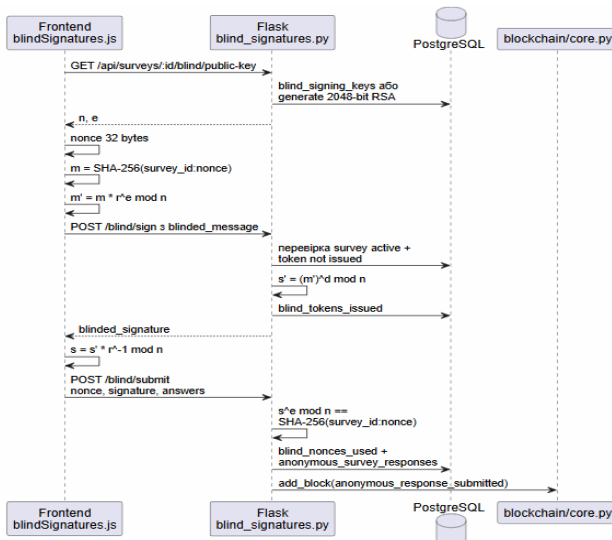 Frontend
blindSignatures.js
Flask
blind_signatures.py
PostgreSQL
blockchain/core.py
GET /api/surveys/:id/blind/public-key
blind_signing_keys або
generate 2048-bit RSA
n, e
nonce 32 bytes
m = SHA-256(survey_id:nonce)
m' = m * r^e mod n
POST /blind/sign з blinded_message
перевірка survey active +
token not issued
s' = (m')^d mod n
blind_tokens_issued
blinded_signature
s = s' * r^-1 mod n
POST /blind/submit
nonce, signature, answers
s^e mod n ==
SHA-256(survey_id:nonce)
blind_nonces_used +
anonymous_survey_responses
add_block(anonymous_response_submitted)
Frontend
blindSignatures.js
Flask
blind_signatures.py
PostgreSQL
blockchain/core.py